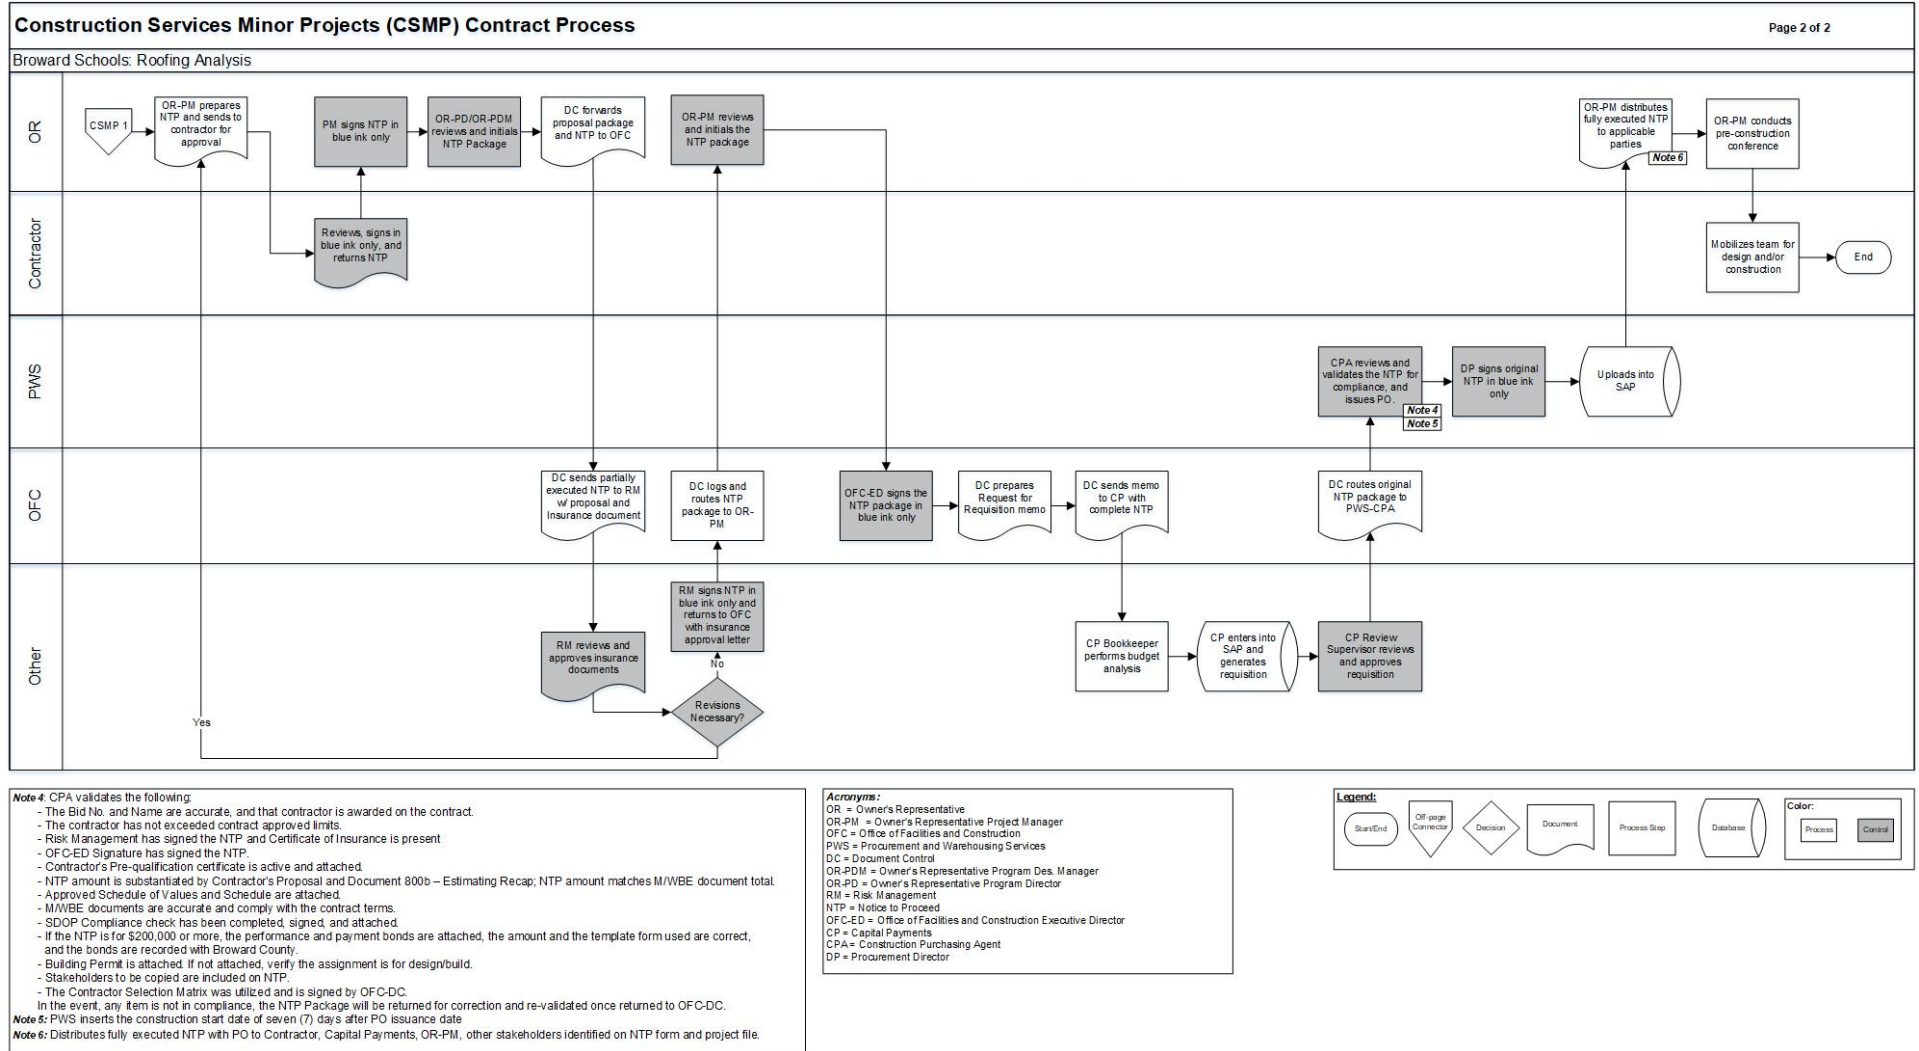 Construction Services Minor Projects (CSMP) Contract Process
Page 2 of 2
Broward Schools: Roofing Analysis
OR
CSMP 1
OR-PM prepares
NTP and sends to
contractor for
approval
PM signs NTP in
blue ink only
OR-PD/OR-PDM
reviews and initials
NTP Package
DC forwards
proposal package
and NTP to OFC
OR-PM reviews
and initials the
NTP package
OR-PM distributes
fully executed NTP
to applicable
parties
Note 6
OR-PM conducts
pre-construction
conference
Contractor
Reviews, signs in
blue ink only, and
returns NTP
Mobilizes team for
design and/or
construction
End
PWS
CPA reviews and
validates the NTP for
compliance, and
issues PO.
Note 4
Note 5
DP signs original
NTP in blue ink
only
Uploads into
SAP
OFC
DC sends partially
executed NTP to RM
w/ proposal and
Insurance document
DC logs and
routes NTP
package to OR-
PM
OFC-ED signs the
NTP package in
blue ink only
DC prepares
Request for
Requisition memo
DC sends memo
to CP with
complete NTP
DC routes original
NTP package to
PWS-CPA
Other
RM reviews and
approves insurance
documents
RM signs NTP in
blue ink only and
returns to OFC
with insurance
approval letter
No
Revisions
Necessary?
Yes
CP Bookkeeper
performs budget
analysis
CP enters into
SAP and
generates
requisition
CP Review
Supervisor reviews
and approves
requisition
Note 4: CPA validates the following:
- The Bid No. and Name are accurate, and that contractor is awarded on the contract.
- The contractor has not exceeded contract approved limits.
- Risk Management has signed the NTP and Certificate of Insurance is present
- OFC-ED Signature has signed the NTP.
- Contractor's Pre-qualification certificate is active and attached.
- NTP amount is substantiated by Contractor's Proposal and Document 800b – Estimating Recap; NTP amount matches M/WBE document total.
- Approved Schedule of Values and Schedule are attached.
- M/WBE documents are accurate and comply with the contract terms.
- SDOP Compliance check has been completed, signed, and attached.
- If the NTP is for $200,000 or more, the performance and payment bonds are attached, the amount and the template form used are correct,
and the bonds are recorded with Broward County.
- Building Permit is attached. If not attached, verify the assignment is for design/build.
- Stakeholders to be copied are included on NTP.
- The Contractor Selection Matrix was utilized and is signed by OFC-DC.
In the event, any item is not in compliance, the NTP Package will be returned for correction and re-validated once returned to OFC-DC.
Note 5: PWS inserts the construction start date of seven (7) days after PO issuance date
Note 6: Distributes fully executed NTP with PO to Contractor, Capital Payments, OR-PM, other stakeholders identified on NTP form and project file.
Acronyms:
OR = Owner's Representative
OR-PM = Owner's Representative Project Manager
OFC = Office of Facilities and Construction
PWS = Procurement and Warehousing Services
DC = Document Control
OR-PDM = Owner's Representative Program Des. Manager
OR-PD = Owner's Representative Program Director
RM = Risk Management
NTP = Notice to Proceed
OFC-ED = Office of Facilities and Construction Executive Director
CP = Capital Payments
CPA = Construction Purchasing Agent
DP = Procurement Director
Legend:
Start/End
Off-page
Connector
Decision
Document
Process Step
Database
Color:
Process
Control